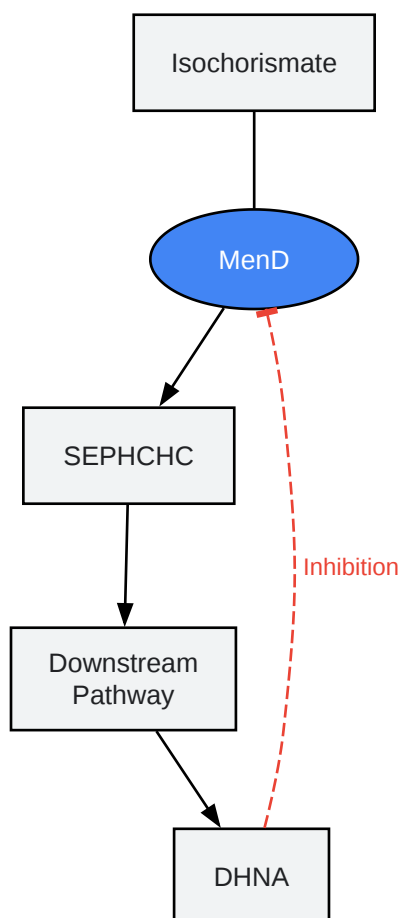 Isochorismate
MenD
SEPHCHC
Inhibition
Downstream
Pathway
DHNA